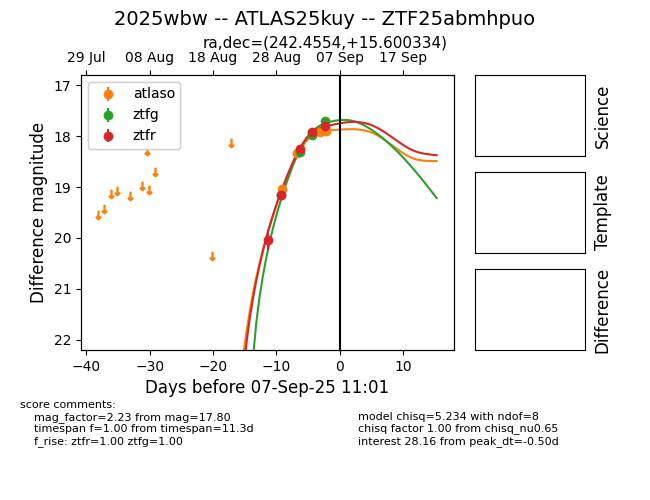 2025wbw -- ATLAS25kuy -- ZTF25abmhpuo
ra,dec=(242.4554,+15.600334)
29 Jul 08 Aug 18 Aug 28 Aug 07 Sep 17 Sep
atlaso
ztfg
ztfr
17
18
19
20
21
22
Difference magnitude
−40 −30 −20 −10 0 10
Days before 07-Sep-25 11:01
Science
Template
Difference
score comments:
mag_factor=2.23 from mag=17.80
timespan f=1.00 from timespan=11.3d
f_rise: ztfr=1.00 ztfg=1.00
model chisq=5.234 with ndof=8
chisq factor 1.00 from chisq_nu0.65
interest 28.16 from peak_dt=-0.50d